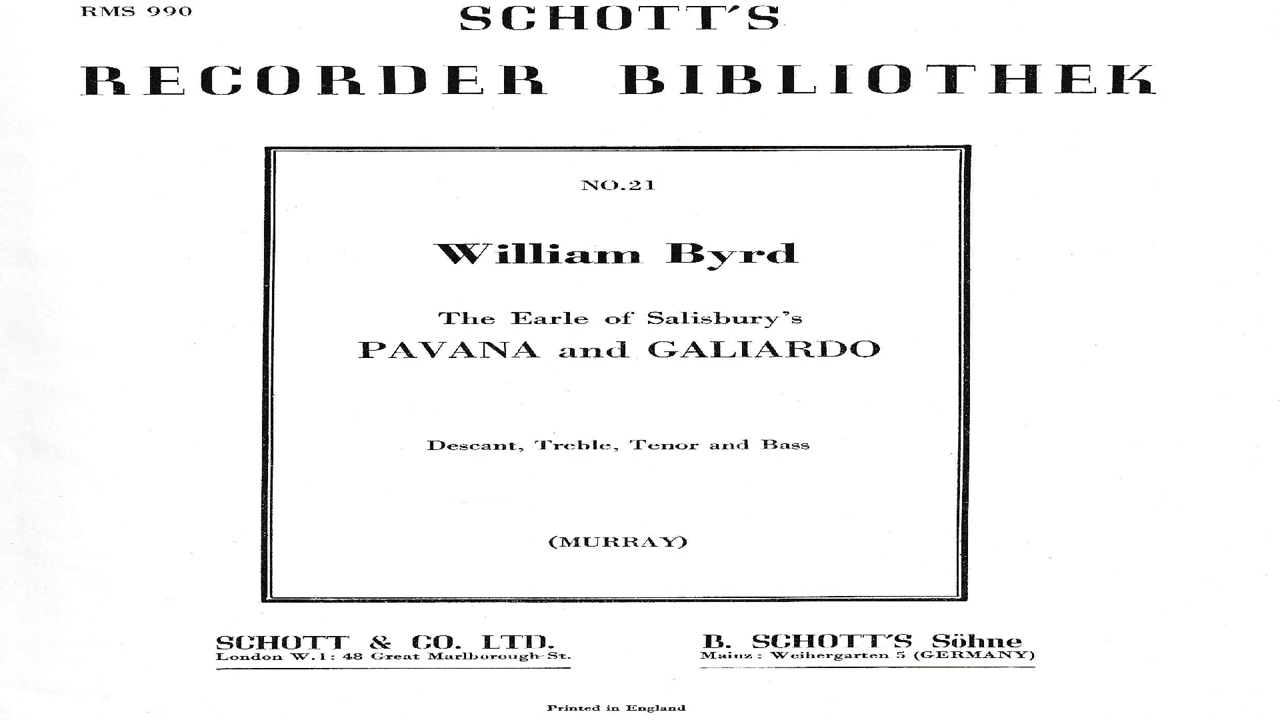 RMS 990
SCHOTT'S
RECORDER BIBLIOTHEK
NO.21
William Byrd
The Earle of Salisbury's
PAVANA and GALIARDO
Descant, Treble, Tenor and Bass
(MURRAY)
SCHOTT & CO. LTD.
London W.1: 48 Great Marlborough St.
B. SCHOTT'S Söhne
Mainz: Weihergarten 5 (GERMANY)
Printed in England